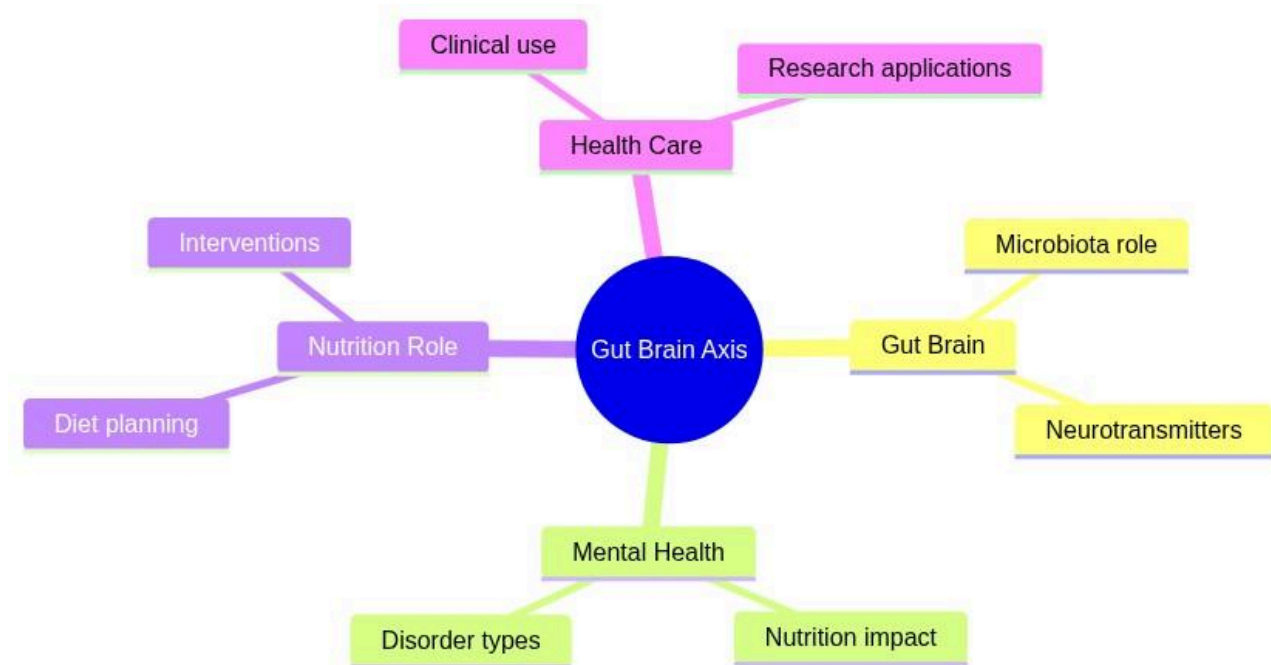 Clinical use
Research applications
Health Care
Interventions
Microbiota role
Nutrition Role
Gut Brain Axis
Gut Brain
Diet planning
Neurotransmitters
Mental Health
Disorder types
Nutrition impact